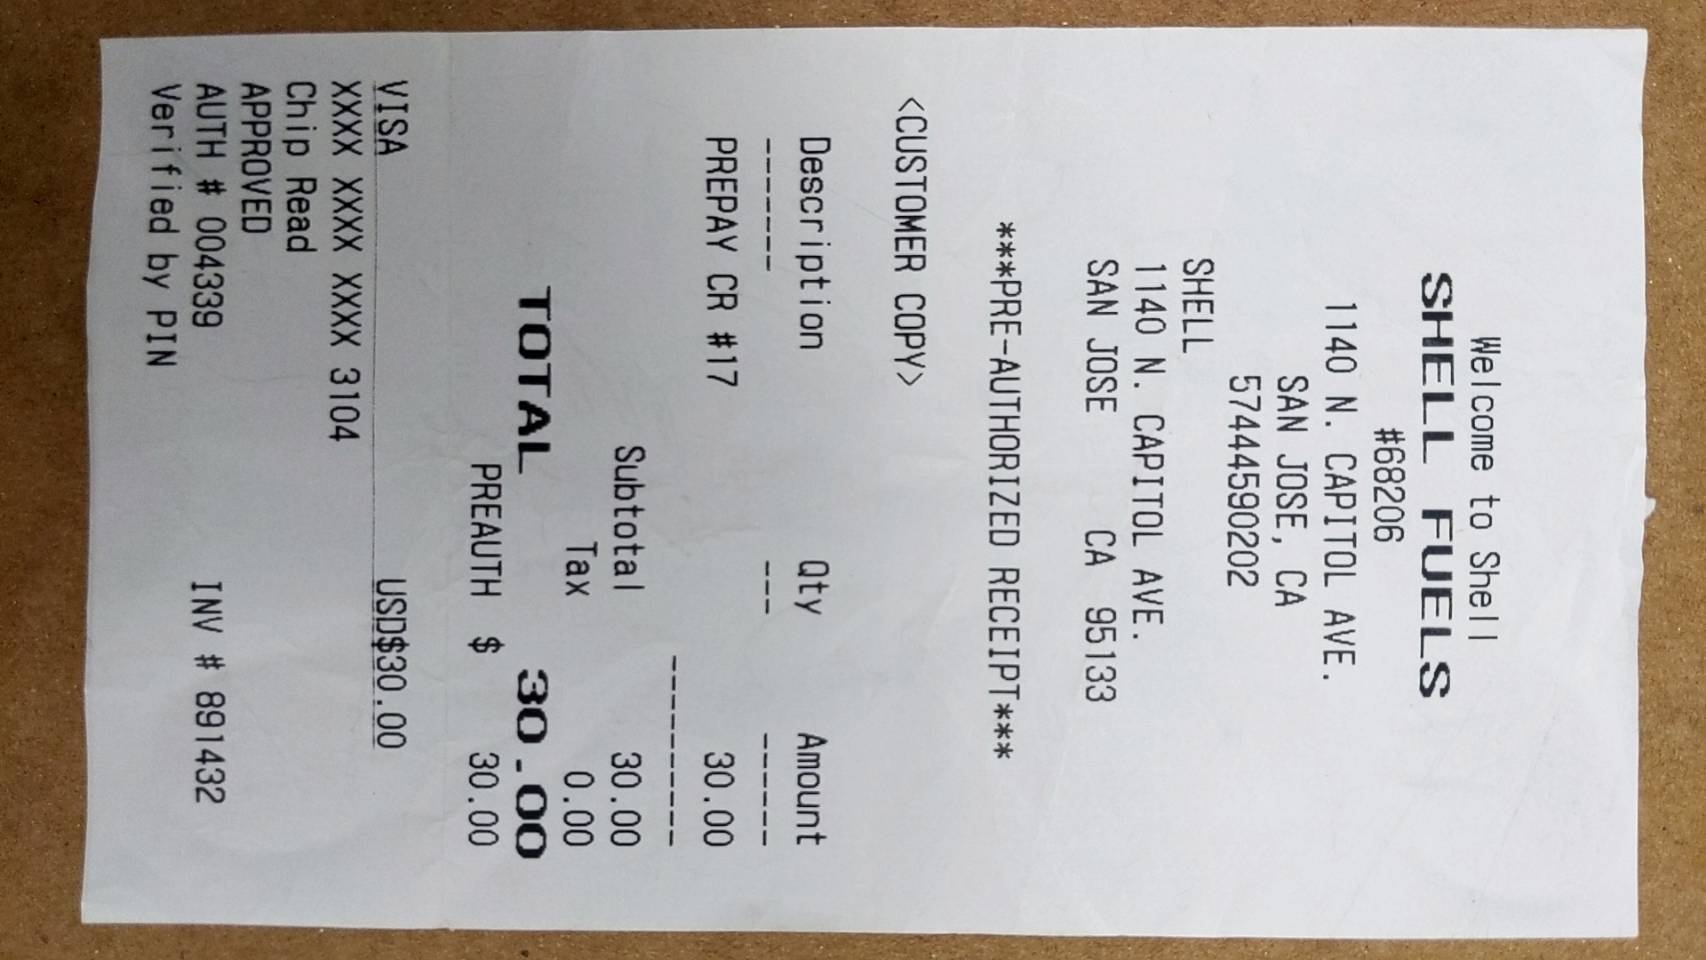 Welcome to Shell
SHELL FUELS
#68206
1140 N. CAPITOL AVE.
SAN JOSE, CA
57444590202
SHELL
1140 N. CAPITOL AVE.
SAN JOSE CA 95133
***PRE-AUTHORIZED RECEIPT***
<CUSTOMER COPY>
Description Qty Amount
------- --- ------
PREPAY CR #17 30.00
----------
Subtotal 30.00
Tax 0.00
TOTAL 30.00
PREAUTH $ 30.00
VISA USD$30.00
XXXX XXXX XXXX 3104
Chip Read
APPROVED
AUTH # 004339 INV # 891432
Verified by PIN